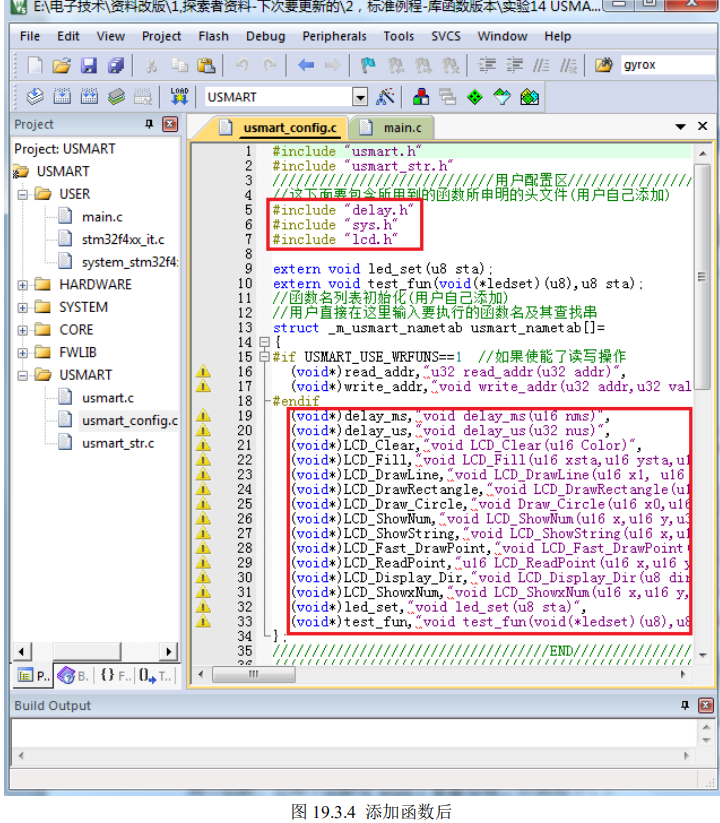 E:\电子技术\资料改版\1,探索者资料-下次要更新的\2，标准例程-库函数版本\实验14 USMA...
File Edit View Project Flash Debug Peripherals Tools SVCS Window Help
gyrox
LOAD
USMART
Project
usmart_config.c
main.c
Project: USMART
USMART
USER
main.c
stm32f4xx_it.c
system_stm32f4
HARDWARE
SYSTEM
CORE
FWLIB
USMART
usmart.c
usmart_config.c
usmart_str.c
1 #include "usmart.h"
2 #include "usmart_str.h"
3 ////////////////////////////用户配置区///////////////
4 //这下面要包含所用到的函数所申明的头文件(用户自己添加)
5 #include "delay.h"
6 #include "sys.h"
7 #include "lcd.h"
8
9 extern void led_set(u8 sta);
10 extern void test_fun(void(*ledset)(u8),u8 sta);
11 //函数名列表初始化(用户自己添加)
12 //用户直接在这里输入要执行的函数名及其查找串
13 struct _m_usmart_nametab usmart_nametab[]=
14 {
15 #if USMART_USE_WRFUNS==1 //如果使能了读写操作
16 (void*)read_addr,"u32 read_addr(u32 addr)",
17 (void*)write_addr,"void write_addr(u32 addr,u32 val
18 #endif
19 (void*)delay_ms,"void delay_ms(u16 nms)",
20 (void*)delay_us,"void delay_us(u32 nus)",
21 (void*)LCD_Clear,"void LCD_Clear(u16 Color)",
22 (void*)LCD_Fill,"void LCD_Fill(u16 xsta,u16 ysta,u1
23 (void*)LCD_DrawLine,"void LCD_DrawLine(u16 x1, u16
24 (void*)LCD_DrawRectangle,"void LCD_DrawRectangle(u1
25 (void*)LCD_Draw_Circle,"void Draw_Circle(u16 x0,u16
26 (void*)LCD_ShowNum,"void LCD_ShowNum(u16 x,u16 y,u3
27 (void*)LCD_ShowString,"void LCD_ShowString(u16 x,u1
28 (void*)LCD_Fast_DrawPoint,"void LCD_Fast_DrawPoint(
29 (void*)LCD_ReadPoint,"u16 LCD_ReadPoint(u16 x,u16 y
30 (void*)LCD_Display_Dir,"void LCD_Display_Dir(u8 dir
31 (void*)LCD_ShowxNum,"void LCD_ShowxNum(u16 x,u16 y,
32 (void*)led_set,"void led_set(u8 sta)",
33 (void*)test_fun,"void test_fun(void(*ledset)(u8),u8
34 };
35 ///////////////////////////////////END///////////////
P.. B.. {} F.. T..
Build Output
图 19.3.4 添加函数后